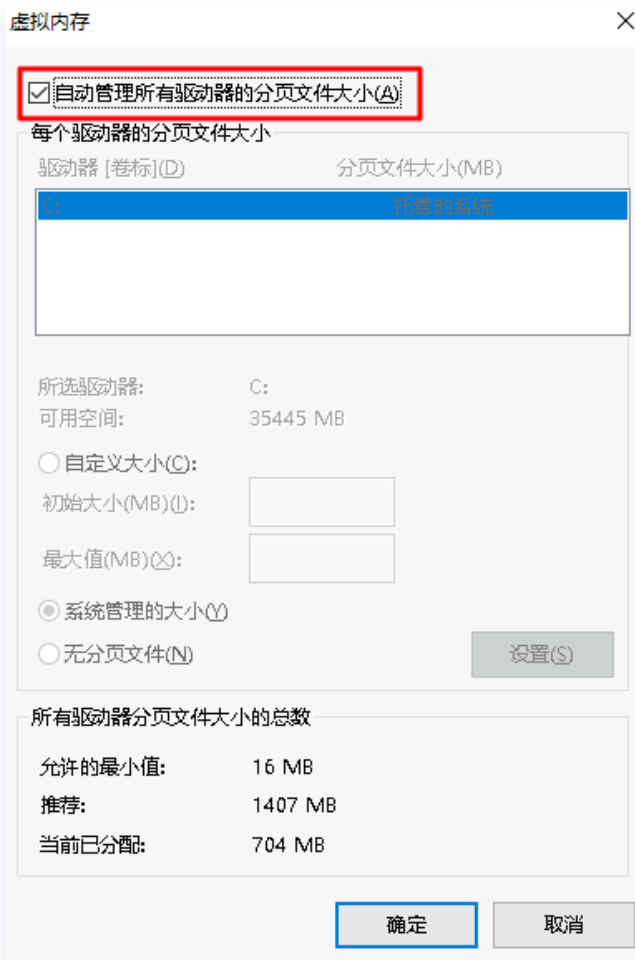 虚拟内存
自动管理所有驱动器的分页文件大小(A)
每个驱动器的分页文件大小
驱动器 [卷标](D) 分页文件大小(MB)
C: 托管的系统
所选驱动器: C:
可用空间: 35445 MB
自定义大小(C):
初始大小(MB)(I):
最大值(MB)(X):
系统管理的大小(Y)
无分页文件(N) 设置(S)
所有驱动器分页文件大小的总数
允许的最小值: 16 MB
推荐: 1407 MB
当前已分配: 704 MB
确定 取消